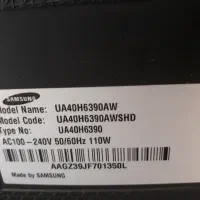 SAMSUNG
Model Name: UA40H6390AW
Model Code: UA40H6390AWSHD
Type No: UA40H6390
AC100-240V 50/60Hz 110W
AAGZ39JF701350L
Made by SAMSUNG